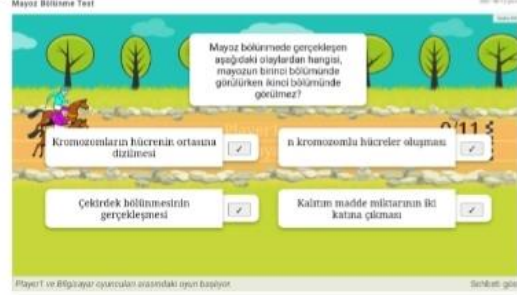 Mayoz Bölünme Test
Mayoz bölünmede gerçekleşen
aşağıdaki olaylardan hangisi,
mayozun birinci bölümünde
görülürken ikinci bölümünde
görülmez?
0/11
Kromozomların hücrenin ortasına
dizilmesi
n kromozomlu hücreler oluşması
Çekirdek bölünmesinin
gerçekleşmesi
Kalıtım madde miktarının iki
katına çıkması
Player1 ve Bilgisayar oyuncuları arasındaki oyun başlıyor.